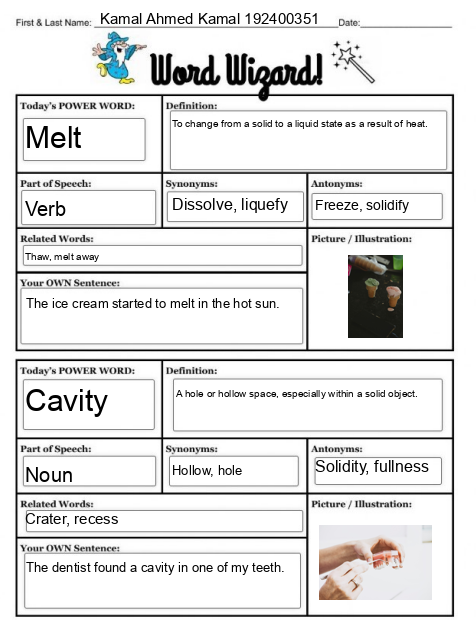 First & Last Name: Kamal Ahmed Kamal 192400351 Date:
Word Wizard!
Today's POWER WORD:
Melt
Definition:
To change from a solid to a liquid state as a result of heat.
Part of Speech:
Verb
Synonyms:
Dissolve, liquefy
Antonyms:
Freeze, solidify
Related Words:
Thaw, melt away
Picture / Illustration:
Your OWN Sentence:
The ice cream started to melt in the hot sun.
Today's POWER WORD:
Cavity
Definition:
A hole or hollow space, especially within a solid object.
Part of Speech:
Noun
Synonyms:
Hollow, hole
Antonyms:
Solidity, fullness
Related Words:
Crater, recess
Picture / Illustration:
Your OWN Sentence:
The dentist found a cavity in one of my teeth.